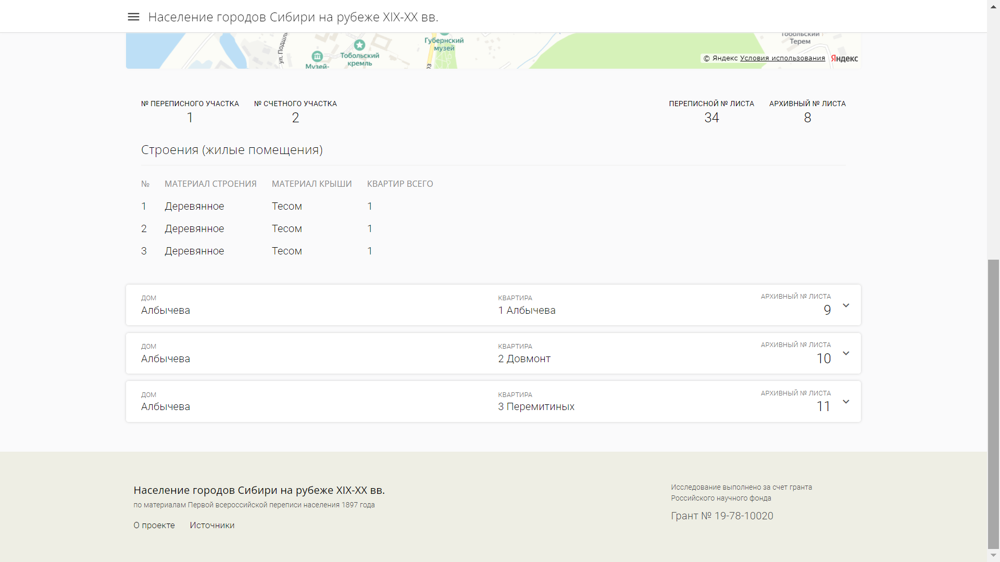 Население городов Сибири на рубеже XIX-XX вв.
ул. Подшлю
Губернский
музей
Тобольский
кремль
Музей-
Тобольский
Терем
© Яндекс Условия использования
Яндекс
№ ПЕРЕПИСНОГО УЧАСТКА № СЧЕТНОГО УЧАСТКА ПЕРЕПИСНОЙ № ЛИСТА АРХИВНЫЙ № ЛИСТА
1 2 34 8
Строения (жилые помещения)
№ МАТЕРИАЛ СТРОЕНИЯ МАТЕРИАЛ КРЫШИ КВАРТИР ВСЕГО
1 Деревянное Тесом 1
2 Деревянное Тесом 1
3 Деревянное Тесом 1
ДОМ КВАРТИРА АРХИВНЫЙ № ЛИСТА
Албычева 1 Албычева 9
ДОМ КВАРТИРА АРХИВНЫЙ № ЛИСТА
Албычева 2 Довмонт 10
ДОМ КВАРТИРА АРХИВНЫЙ № ЛИСТА
Албычева 3 Перемитиных 11
Население городов Сибири на рубеже XIX-XX вв.
по материалам Первой всероссийской переписи населения 1897 года
О проекте Источники
Исследование выполнено за счет гранта
Российского научного фонда
Грант № 19-78-10020